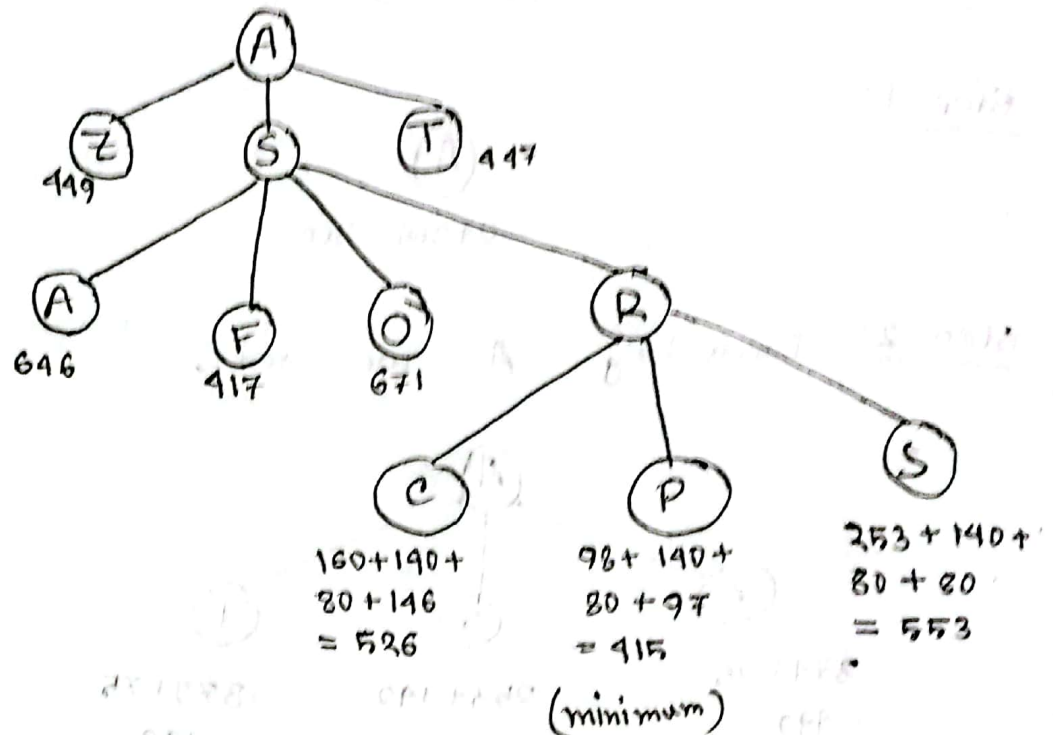 A
Z
S
T
449
447
A
F
O
R
646
417
671
C
P
S
160+140+
80+146
= 526
98+ 140+
80 +97
= 415
253 + 140+
80 + 80
= 553
(minimum)